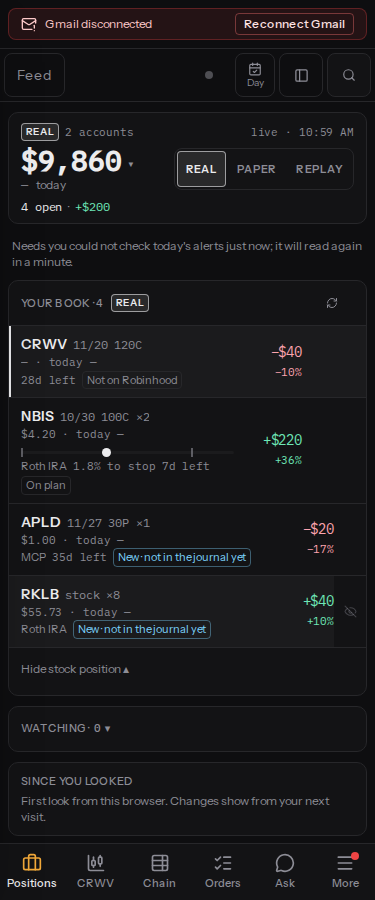 Gmail disconnected
Reconnect Gmail
Feed
Day
REAL 2 accounts
live · 10:59 AM
$9,860 ▾
— today
REAL PAPER REPLAY
4 open · +$200
Needs you could not check today's alerts just now; it will read again
in a minute.
YOUR BOOK · 4 REAL
CRWV 11/20 120C
— · today —
28d left Not on Robinhood
−$40
−10%
NBIS 10/30 100C ×2
$4.20 · today —
Roth IRA 1.8% to stop 7d left
On plan
+$220
+36%
APLD 11/27 30P ×1
$1.00 · today —
MCP 35d left New · not in the journal yet
−$20
−17%
RKLB stock ×8
$55.73 · today —
Roth IRA New · not in the journal yet
+$40
+10%
Hide stock position ▴
WATCHING · 0 ▾
SINCE YOU LOOKED
First look from this browser. Changes show from your next
visit.
Positions CRWV Chain Orders Ask More